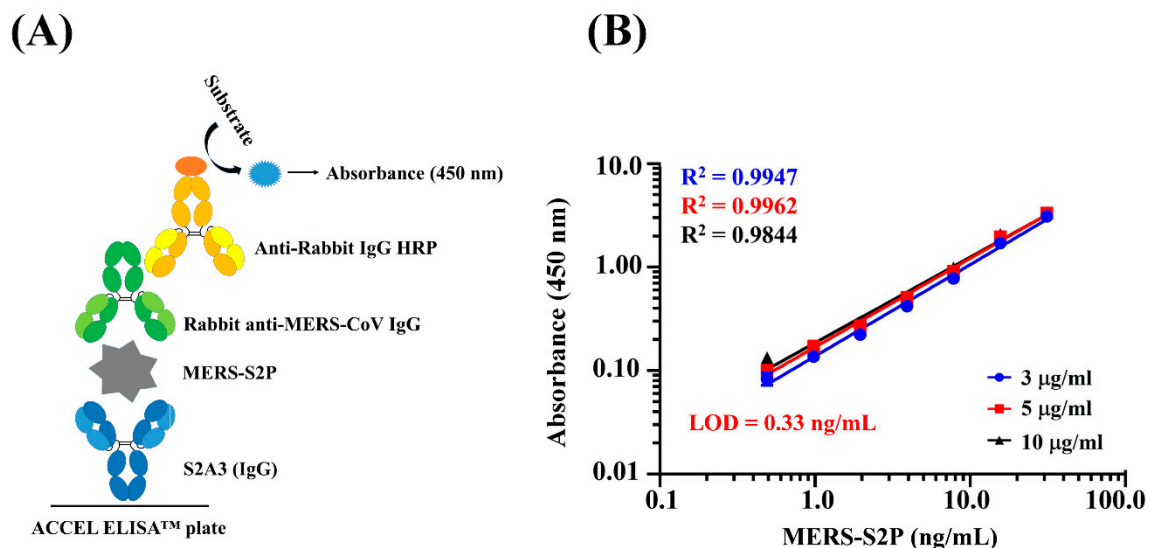 (A)
Substrate
Absorbance (450 nm)
Anti-Rabbit IgG HRP
Rabbit anti-MERS-CoV IgG
MERS-S2P
S2A3 (IgG)
ACCEL ELISA™ plate
(B)
Absorbance (450 nm)
10.0
1.00
0.10
0.01
R² = 0.9947
R² = 0.9962
R² = 0.9844
LOD = 0.33 ng/mL
3 µg/ml
5 µg/ml
10 µg/ml
0.1 1.0 10.0 100.0
MERS-S2P (ng/mL)